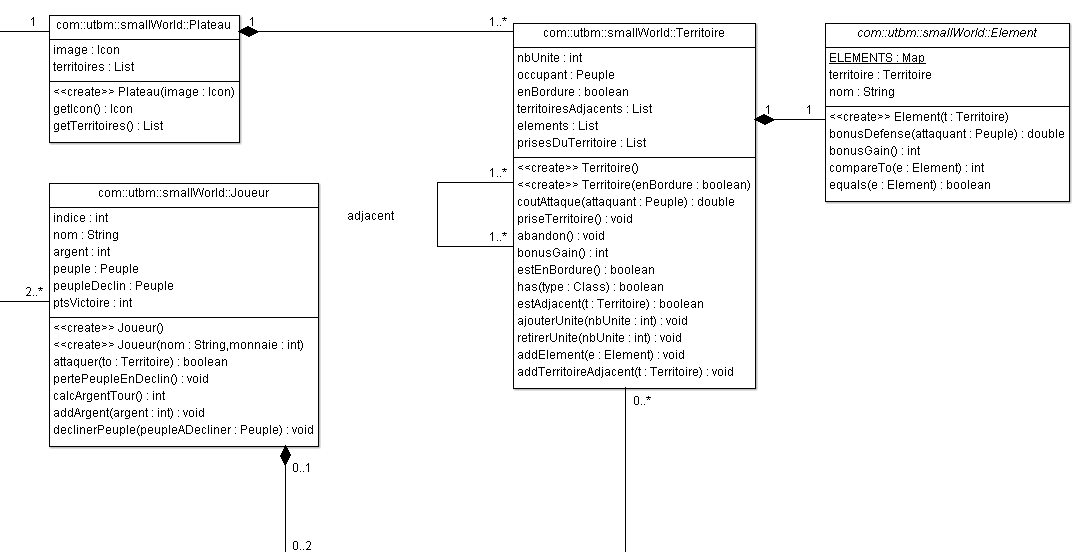 1
com::utbm::smallWorld::Plateau
image : Icon
territoires : List
<<create>> Plateau(image : Icon)
getIcon() : Icon
getTerritoires() : List
1
1..*
com::utbm::smallWorld::Territoire
nbUnite : int
occupant : Peuple
enBordure : boolean
territoiresAdjacents : List
elements : List
prisesDuTerritoire : List
<<create>> Territoire()
<<create>> Territoire(enBordure : boolean)
coutAttaque(attaquant : Peuple) : double
priseTerritoire() : void
abandon() : void
bonusGain() : int
estEnBordure() : boolean
has(type : Class) : boolean
estAdjacent(t : Territoire) : boolean
ajouterUnite(nbUnite : int) : void
retirerUnite(nbUnite : int) : void
addElement(e : Element) : void
addTerritoireAdjacent(t : Territoire) : void
1..*
adjacent
1..*
0..*
1
1
com::utbm::smallWorld::Element
ELEMENTS : Map
territoire : Territoire
nom : String
<<create>> Element(t : Territoire)
bonusDefense(attaquant : Peuple) : double
bonusGain() : int
compareTo(e : Element) : int
equals(e : Element) : boolean
2..*
com::utbm::smallWorld::Joueur
indice : int
nom : String
argent : int
peuple : Peuple
peupleDeclin : Peuple
ptsVictoire : int
<<create>> Joueur()
<<create>> Joueur(nom : String,monnaie : int)
attaquer(to : Territoire) : boolean
pertePeupleEnDeclin() : void
calcArgentTour() : int
addArgent(argent : int) : void
declinerPeuple(peupleADecliner : Peuple) : void
0..1
0..2